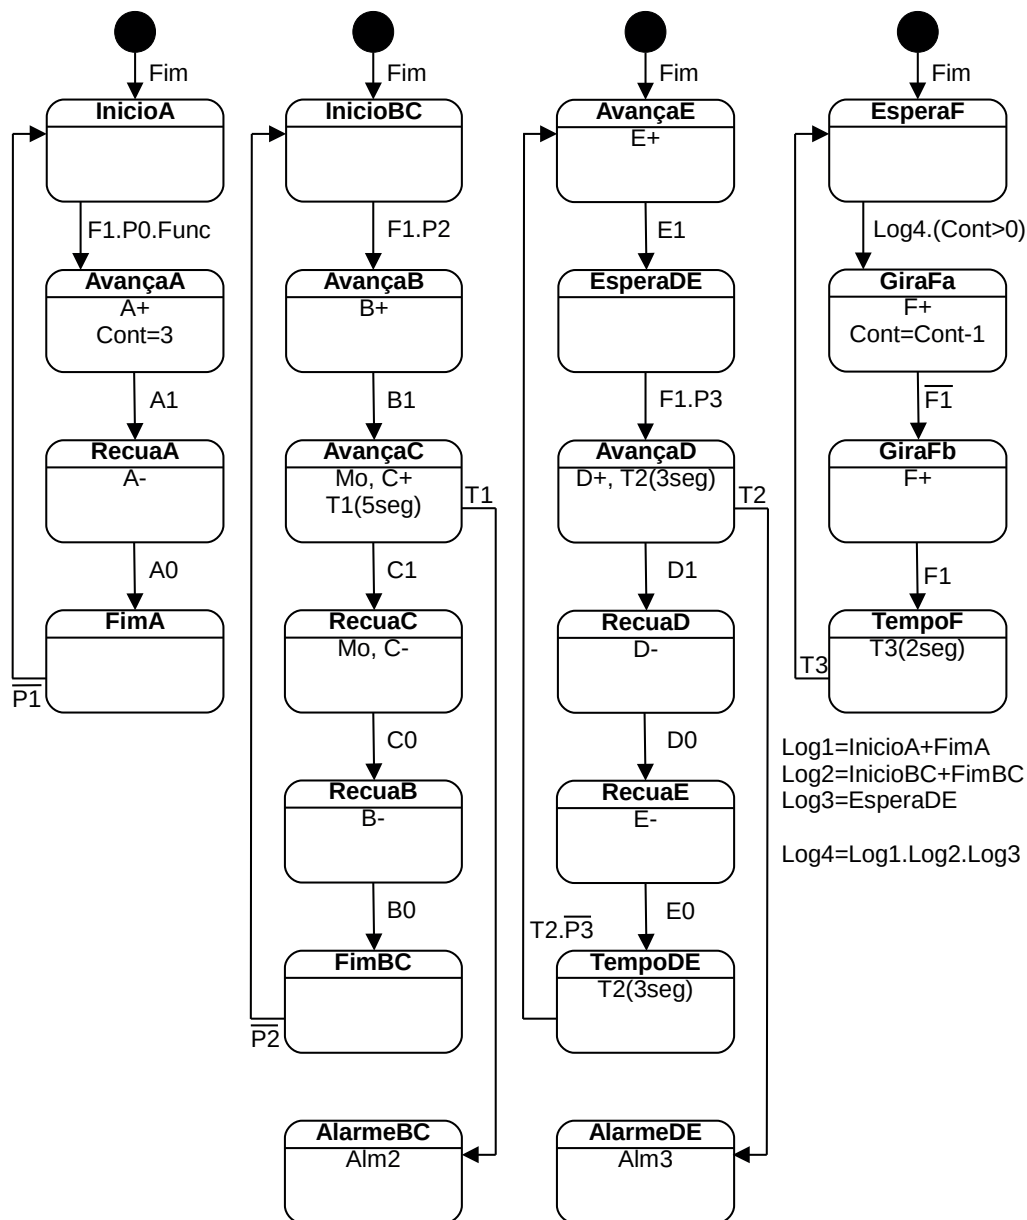 Fim
InicioA
F1.P0.Func
AvançaA
A+
Cont=3
A1
RecuaA
A-
A0
FimA
P1
Fim
InicioBC
F1.P2
AvançaB
B+
B1
AvançaC
Mo, C+
T1(5seg)
T1
C1
RecuaC
Mo, C-
C0
RecuaB
B-
B0
FimBC
P2
AlarmeBC
Alm2
Fim
AvançaE
E+
E1
EsperaDE
F1.P3
AvançaD
D+, T2(3seg)
T2
D1
RecuaD
D-
D0
RecuaE
E-
E0
T2.P3
TempoDE
T2(3seg)
AlarmeDE
Alm3
Fim
EsperaF
Log4.(Cont>0)
GiraFa
F+
Cont=Cont-1
F1
GiraFb
F+
F1
TempoF
T3(2seg)
T3
Log1=InicioA+FimA
Log2=InicioBC+FimBC
Log3=EsperaDE
Log4=Log1.Log2.Log3